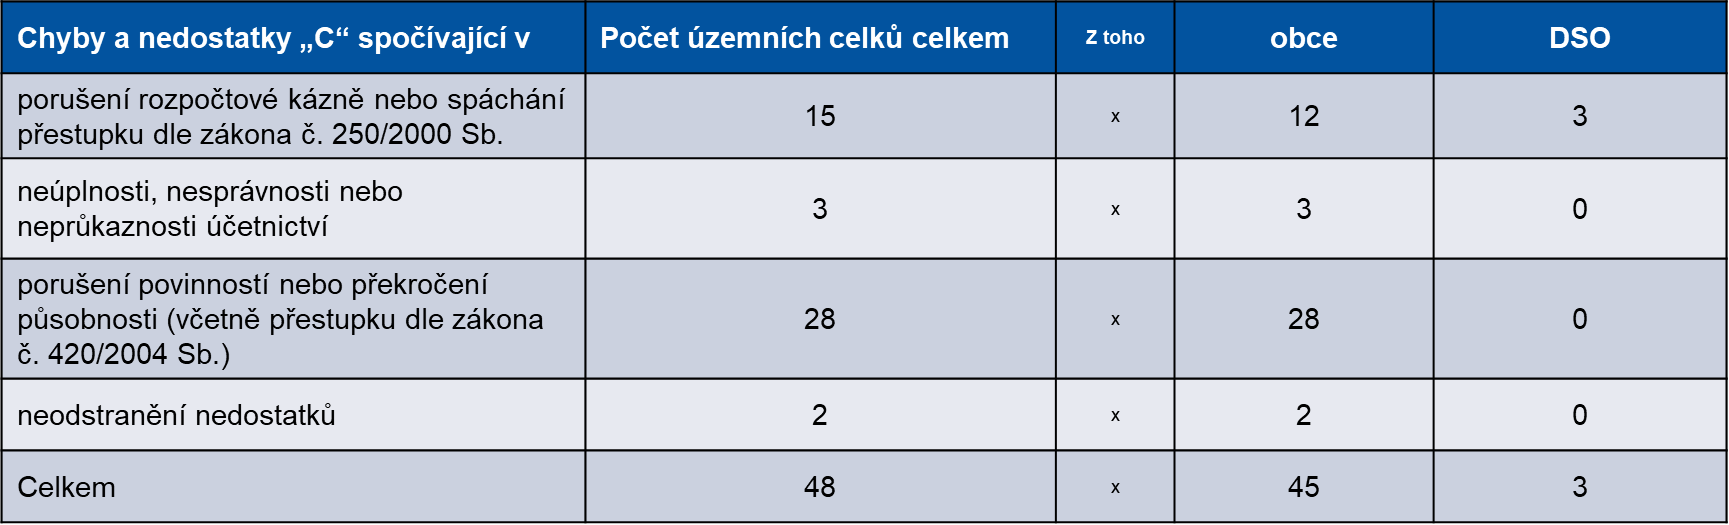 Chyby a nedostatky „C“ spočívající v Počet územních celků celkem z toho obce DSO
porušení rozpočtové kázně nebo spáchání
přestupku dle zákona č. 250/2000 Sb.
15 x 12 3
neúplnosti, nesprávnosti nebo
neprůkaznosti účetnictví
3 x 3 0
porušení povinností nebo překročení
působnosti (včetně přestupku dle zákona
č. 420/2004 Sb.)
28 x 28 0
neodstranění nedostatků 2 x 2 0
Celkem 48 x 45 3